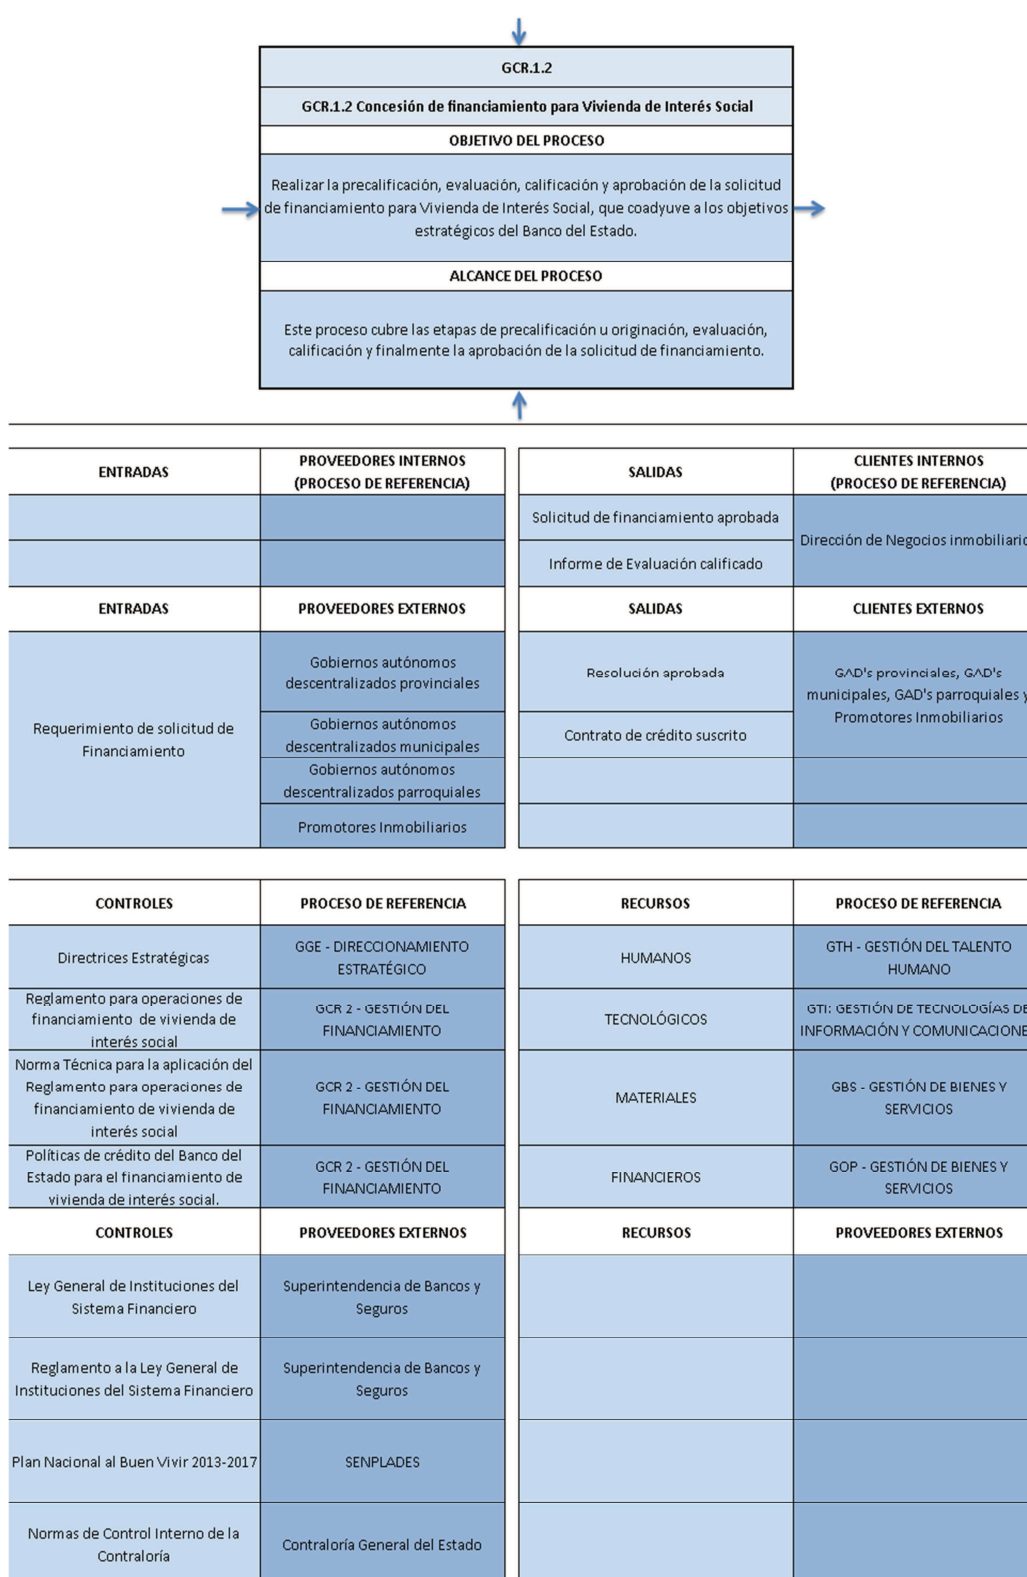 GCR.1.2
GCR.1.2 Concesión de financiamiento para Vivienda de Interés Social
OBJETIVO DEL PROCESO
Realizar la precalificación, evaluación, calificación y aprobación de la solicitud
de financiamiento para Vivienda de Interés Social, que coadyuve a los objetivos
estratégicos del Banco del Estado.
ALCANCE DEL PROCESO
Este proceso cubre las etapas de precalificación u originación, evaluación,
calificación y finalmente la aprobación de la solicitud de financiamiento.
ENTRADAS
PROVEEDORES INTERNOS
(PROCESO DE REFERENCIA)
SALIDAS
CLIENTES INTERNOS
(PROCESO DE REFERENCIA)
Solicitud de financiamiento aprobada
Informe de Evaluación calificado
Dirección de Negocios inmobiliario
ENTRADAS
PROVEEDORES EXTERNOS
SALIDAS
CLIENTES EXTERNOS
Requerimiento de solicitud de
Financiamiento
Gobiernos autónomos
descentralizados provinciales
Gobiernos autónomos
descentralizados municipales
Gobiernos autónomos
descentralizados parroquiales
Promotores Inmobiliarios
Resolución aprobada
Contrato de crédito suscrito
GAD's provinciales, GAD's
municipales, GAD's parroquiales y
Promotores Inmobiliarios
CONTROLES
PROCESO DE REFERENCIA
RECURSOS
PROCESO DE REFERENCIA
Directrices Estratégicas
GGE - DIRECCIONAMIENTO
ESTRATÉGICO
HUMANOS
GTH - GESTIÓN DEL TALENTO
HUMANO
Reglamento para operaciones de
financiamiento de vivienda de
interés social
GCR 2 - GESTIÓN DEL
FINANCIAMIENTO
TECNOLÓGICOS
GTI: GESTIÓN DE TECNOLOGÍAS DE
INFORMACIÓN Y COMUNICACIONE
Norma Técnica para la aplicación del
Reglamento para operaciones de
financiamiento de vivienda de
interés social
GCR 2 - GESTIÓN DEL
FINANCIAMIENTO
MATERIALES
GBS - GESTIÓN DE BIENES Y
SERVICIOS
Políticas de crédito del Banco del
Estado para el financiamiento de
vivienda de interés social.
GCR 2 - GESTIÓN DEL
FINANCIAMIENTO
FINANCIEROS
GOP - GESTIÓN DE BIENES Y
SERVICIOS
CONTROLES
PROVEEDORES EXTERNOS
RECURSOS
PROVEEDORES EXTERNOS
Ley General de Instituciones del
Sistema Financiero
Superintendencia de Bancos y
Seguros
Reglamento a la Ley General de
Instituciones del Sistema Financiero
Superintendencia de Bancos y
Seguros
Plan Nacional al Buen Vivir 2013-2017
SENPLADES
Normas de Control Interno de la
Contraloría
Contraloría General del Estado